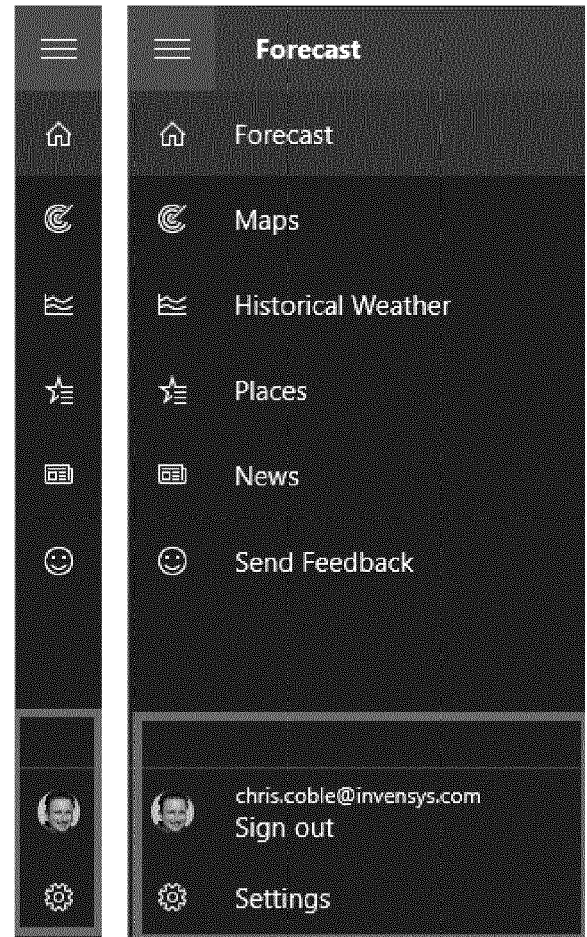 Forecast
Forecast
Maps
Historical Weather
Places
News
Send Feedback
chris.coble@invensys.com
Sign out
Settings